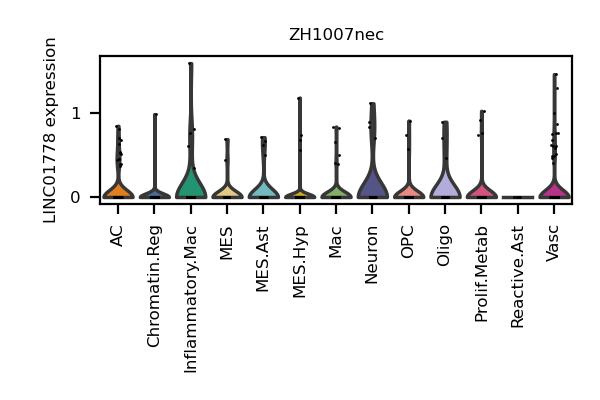 ZH1007nec
LINC01778 expression
1
0
AC
Chromatin.Reg
Inflammatory.Mac
MES
MES.Ast
MES.Hyp
Mac
Neuron
OPC
Oligo
Prolif.Metab
Reactive.Ast
Vasc